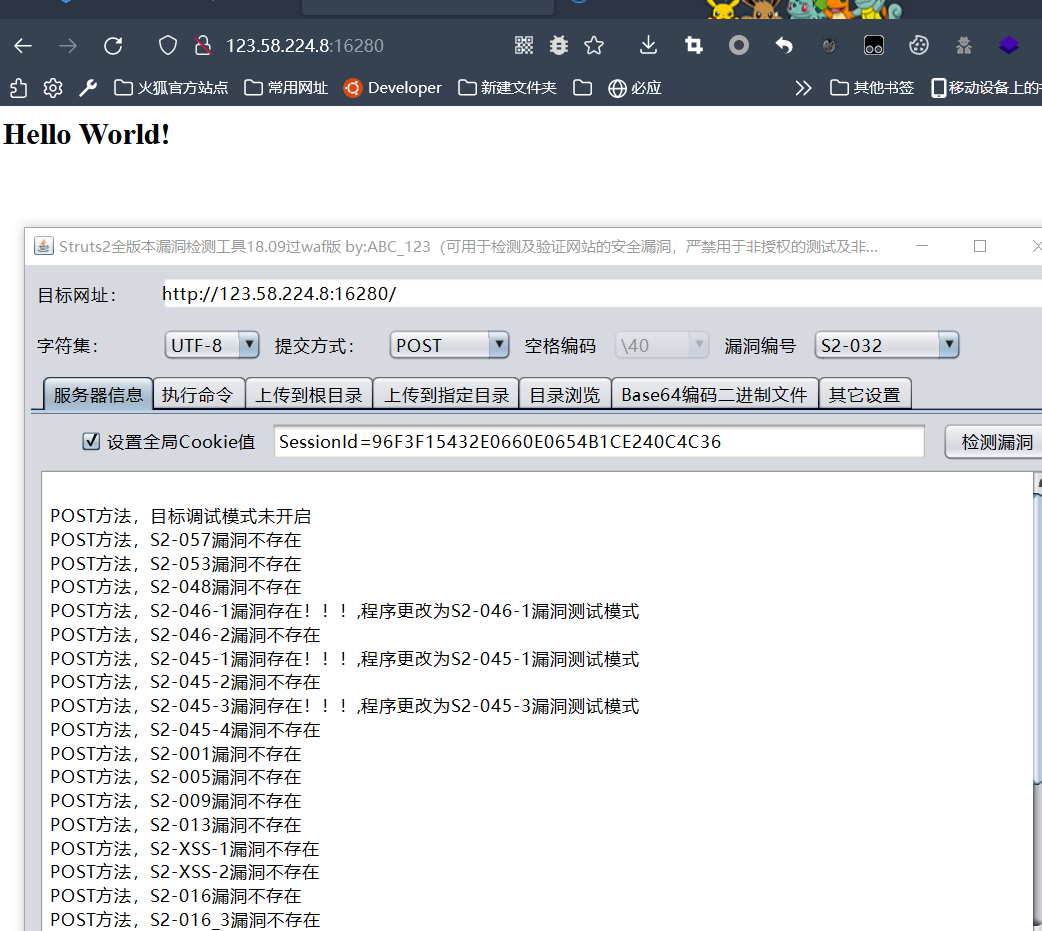 123.58.224.8:16280
火狐官方站点 常用网址 Developer 新建文件夹 必应 其他书签 移动设备上的
Hello World!
Struts2全版本漏洞检测工具18.09过waf版 by:ABC_123（可用于检测及验证网站的安全漏洞，严禁用于非授权的测试及非...
目标网址： http://123.58.224.8:16280/
字符集： UTF-8 提交方式： POST 空格编码 \40 漏洞编号 S2-032
服务器信息 执行命令 上传到根目录 上传到指定目录 目录浏览 Base64编码二进制文件 其它设置
设置全局Cookie值 SessionId=96F3F15432E0660E0654B1CE240C4C36 检测漏洞
POST方法，目标调试模式未开启
POST方法，S2-057漏洞不存在
POST方法，S2-053漏洞不存在
POST方法，S2-048漏洞不存在
POST方法，S2-046-1漏洞存在！！！,程序更改为S2-046-1漏洞测试模式
POST方法，S2-046-2漏洞不存在
POST方法，S2-045-1漏洞存在！！！,程序更改为S2-045-1漏洞测试模式
POST方法，S2-045-2漏洞不存在
POST方法，S2-045-3漏洞存在！！！,程序更改为S2-045-3漏洞测试模式
POST方法，S2-045-4漏洞不存在
POST方法，S2-001漏洞不存在
POST方法，S2-005漏洞不存在
POST方法，S2-009漏洞不存在
POST方法，S2-013漏洞不存在
POST方法，S2-XSS-1漏洞不存在
POST方法，S2-XSS-2漏洞不存在
POST方法，S2-016漏洞不存在
POST方法，S2-016_3漏洞不存在